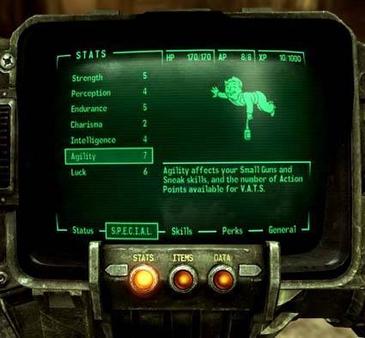 STATS
HP 170/170 AP 8/8 XP 10/1000
Strength 5
Perception 4
Endurance 5
Charisma 2
Intelligence 4
Agility 7
Luck 6
Agility affects your Small Guns and
Sneak skills, and the number of Action
Points available for V.A.T.S.
Status S.P.E.C.I.A.L. Skills Perks General
STATS ITEMS DATA